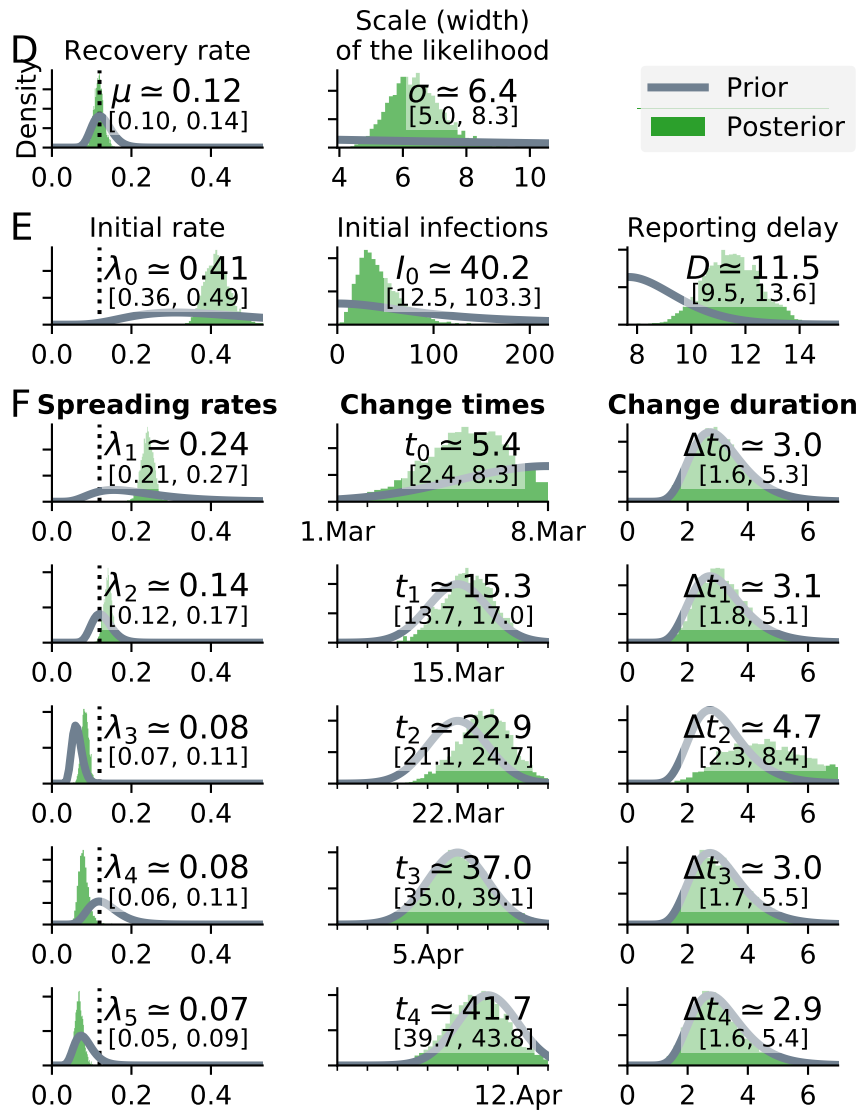 D
Recovery rate
Scale (width)
of the likelihood
Density
μ ≃ 0.12
[0.10, 0.14]
0.0 0.2 0.4
σ ≃ 6.4
[5.0, 8.3]
4 6 8 10
Prior
Posterior
E
Initial rate
λ0 ≃ 0.41
[0.36, 0.49]
0.0 0.2 0.4
Initial infections
I0 ≃ 40.2
[12.5, 103.3]
0 100 200
Reporting delay
D ≃ 11.5
[9.5, 13.6]
8 10 12 14
F
Spreading rates
Change times
Change duration
λ1 ≃ 0.24
[0.21, 0.27]
0.0 0.2 0.4
t0 ≃ 5.4
[2.4, 8.3]
1.Mar 8.Mar
Δt0 ≃ 3.0
[1.6, 5.3]
0 2 4 6
λ2 ≃ 0.14
[0.12, 0.17]
0.0 0.2 0.4
t1 ≃ 15.3
[13.7, 17.0]
15.Mar
Δt1 ≃ 3.1
[1.8, 5.1]
0 2 4 6
λ3 ≃ 0.08
[0.07, 0.11]
0.0 0.2 0.4
t2 ≃ 22.9
[21.1, 24.7]
22.Mar
Δt2 ≃ 4.7
[2.3, 8.4]
0 2 4 6
λ4 ≃ 0.08
[0.06, 0.11]
0.0 0.2 0.4
t3 ≃ 37.0
[35.0, 39.1]
5.Apr
Δt3 ≃ 3.0
[1.7, 5.5]
0 2 4 6
λ5 ≃ 0.07
[0.05, 0.09]
0.0 0.2 0.4
t4 ≃ 41.7
[39.7, 43.8]
12.Apr
Δt4 ≃ 2.9
[1.6, 5.4]
0 2 4 6